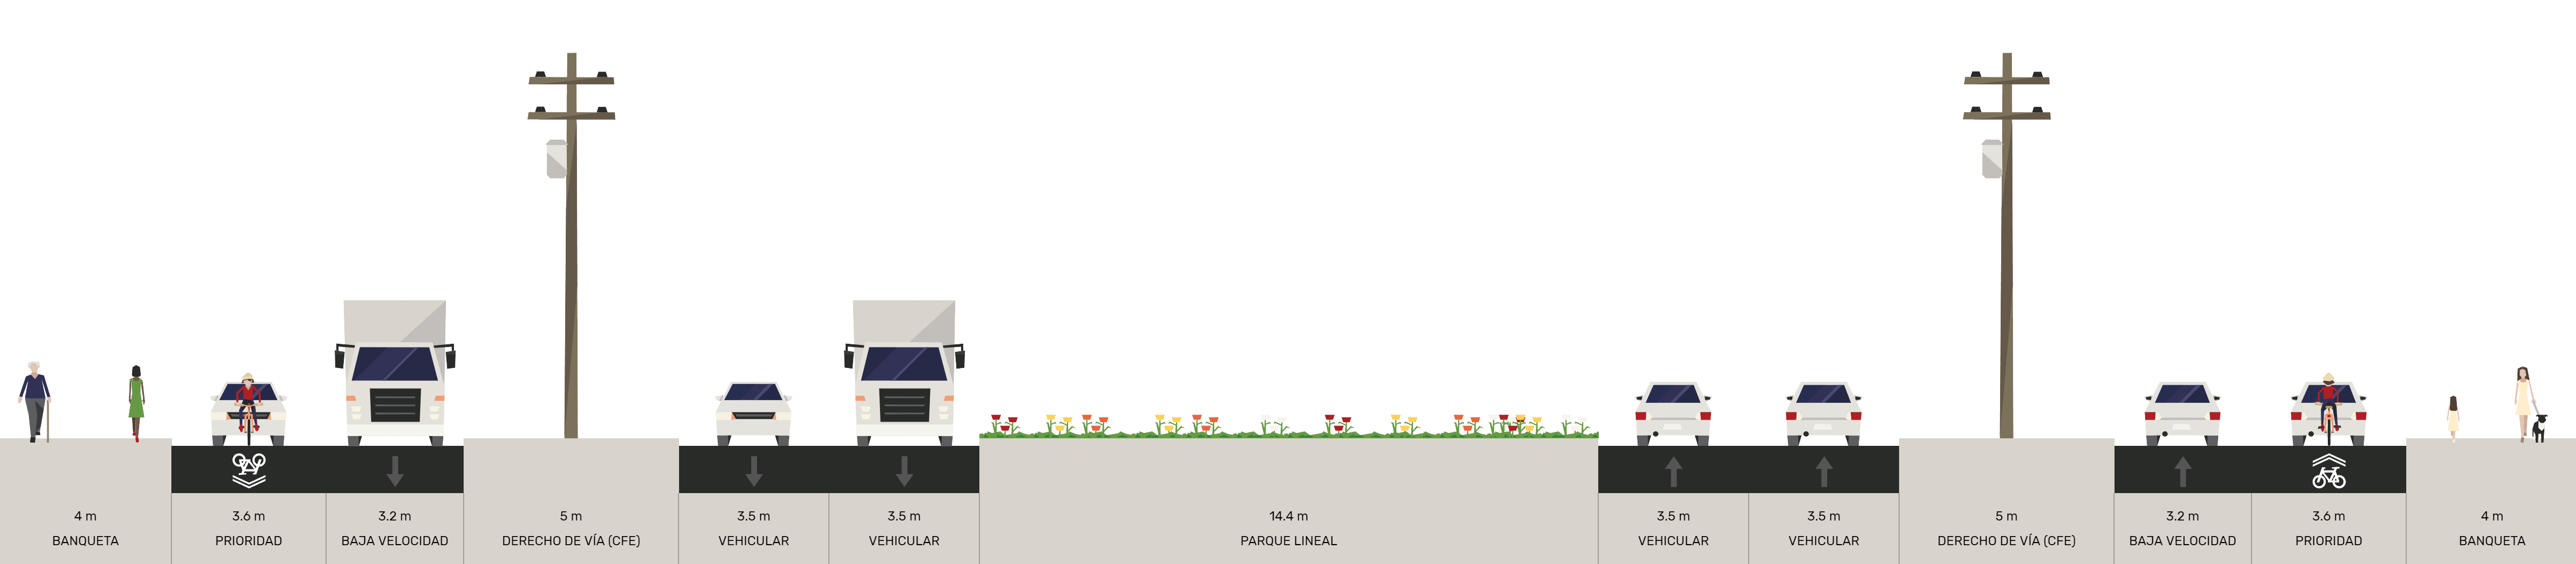 4 m
BANQUETA
3.6 m
PRIORIDAD
3.2 m
BAJA VELOCIDAD
5 m
DERECHO DE VÍA (CFE)
3.5 m
VEHICULAR
3.5 m
VEHICULAR
14.4 m
PARQUE LINEAL
3.5 m
VEHICULAR
3.5 m
VEHICULAR
5 m
DERECHO DE VÍA (CFE)
3.2 m
BAJA VELOCIDAD
3.6 m
PRIORIDAD
4 m
BANQUETA